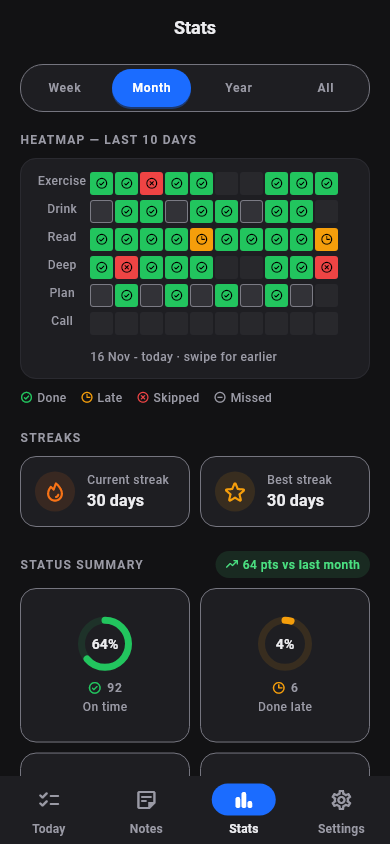 Stats
Week Month Year All
HEATMAP — LAST 10 DAYS
Exercise
Drink
Read
Deep
Plan
Call
16 Nov - today · swipe for earlier
Done Late Skipped Missed
STREAKS
Current streak
30 days
Best streak
30 days
STATUS SUMMARY
64 pts vs last month
64%
92
On time
4%
6
Done late
Today Notes Stats Settings